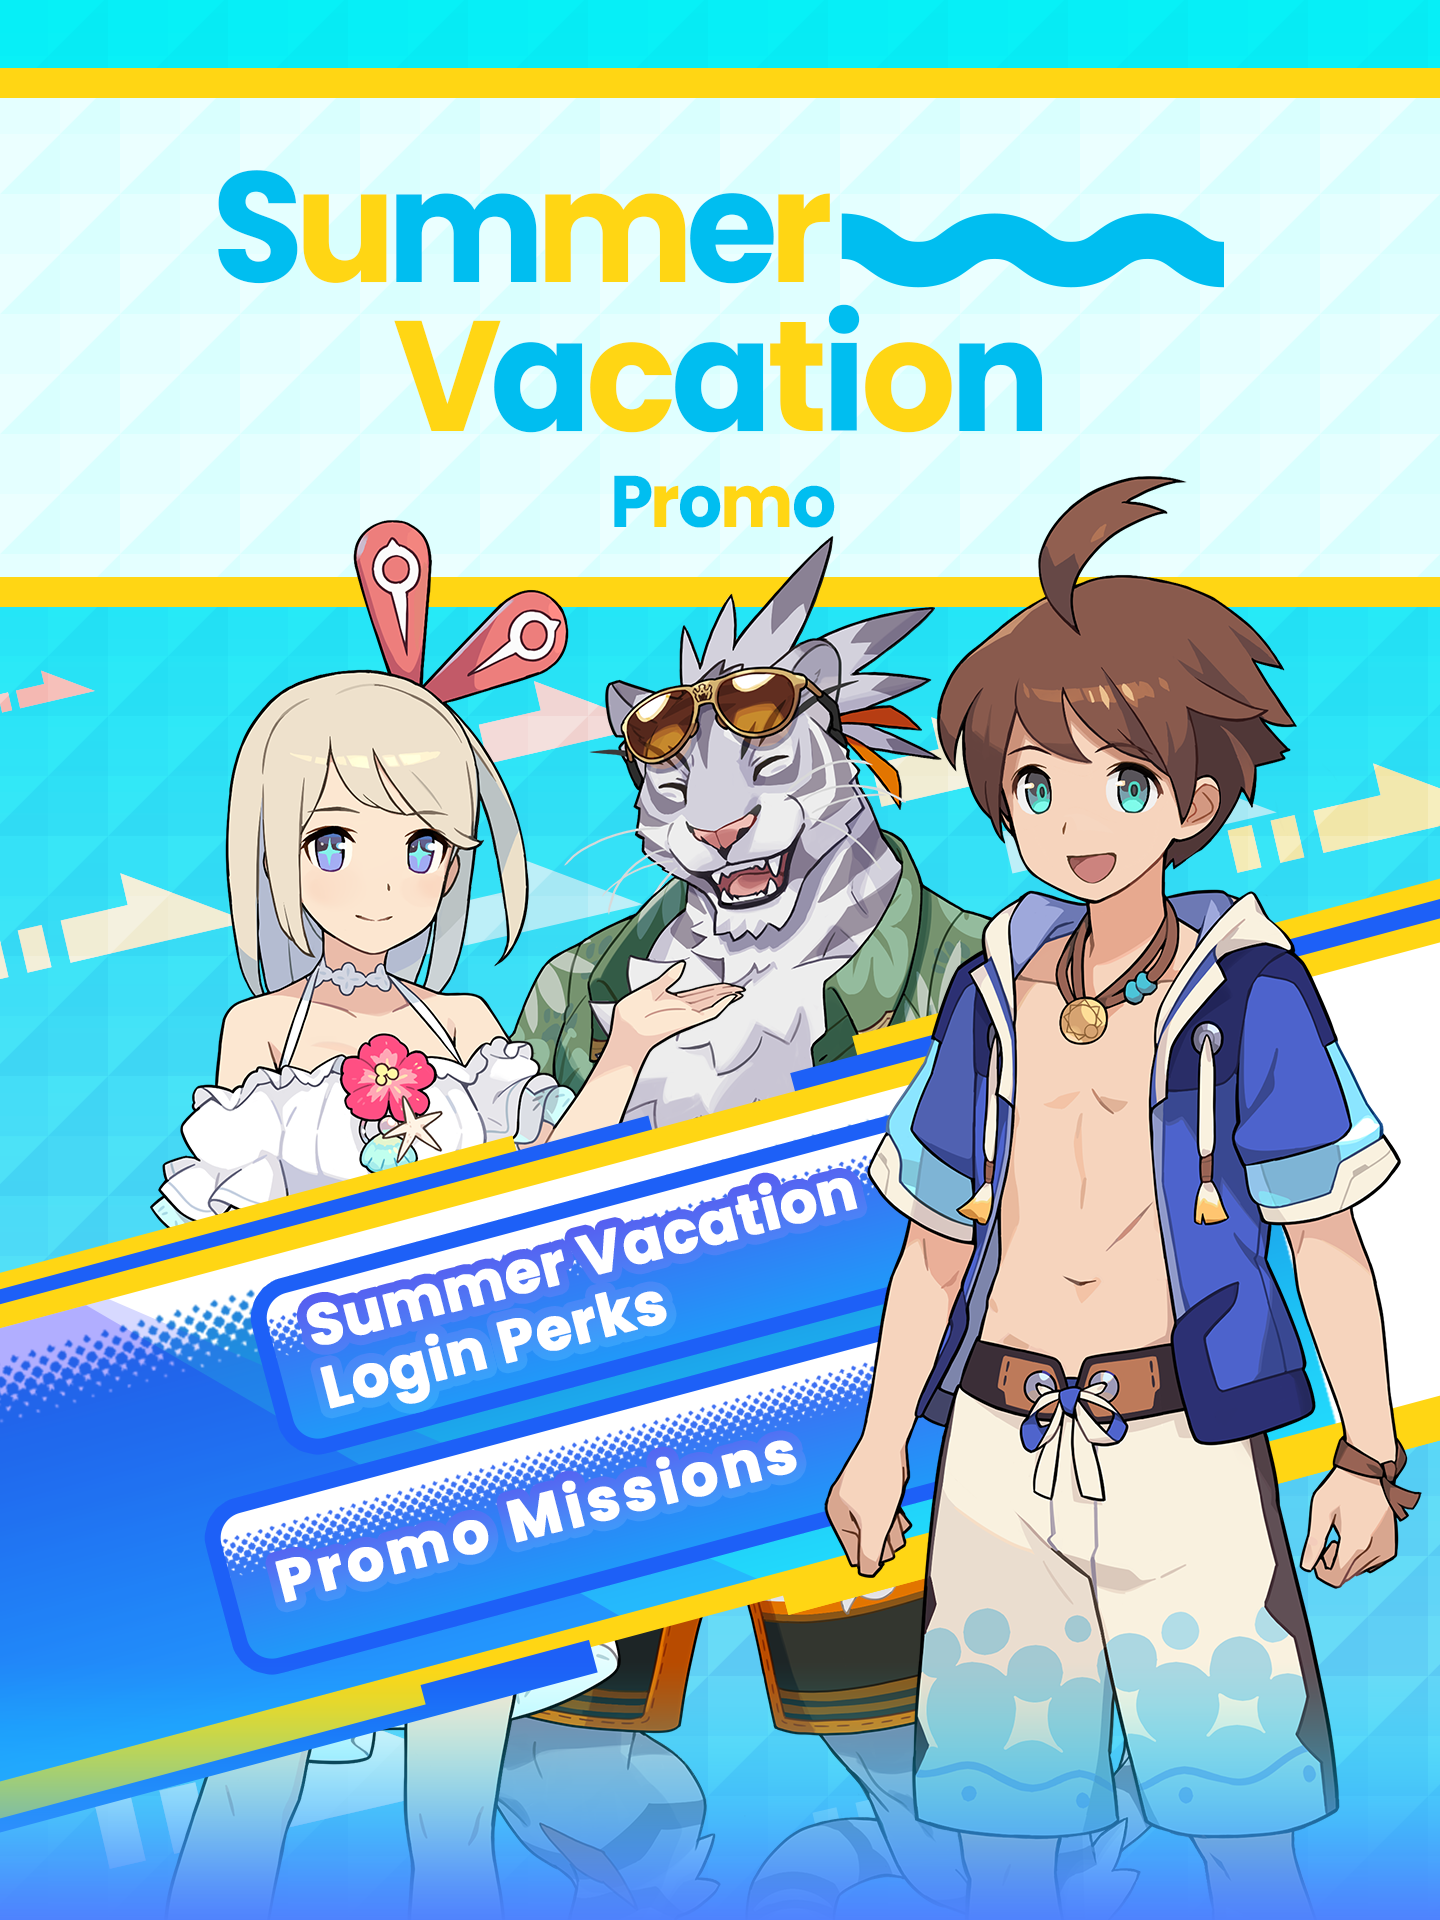 Summer
Vacation
Promo
Summer Vacation
Login Perks
Promo Missions